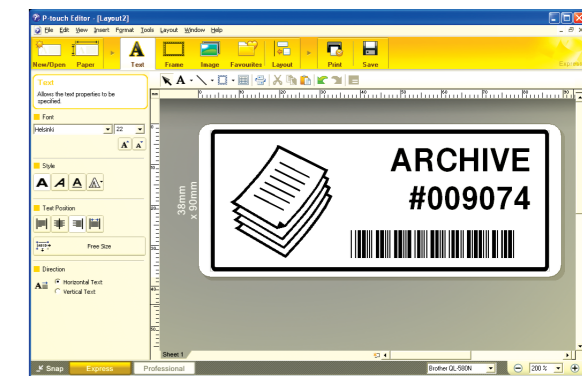 P-touch Editor - [Layout2]
File Edit View Insert Format Tools Layout Window Help
New/Open Paper Text Frame Image Favourites Layout Print Save
Express
Text
Allows the text properties to be
specified.
Font
Helsinki 22
Style
Text Position
Free Size
Direction
Horizontal Text
Vertical Text
38mm
x 90mm
ARCHIVE
#009074
Sheet 1
Brother QL-580N 200 %
Snap Express Professional